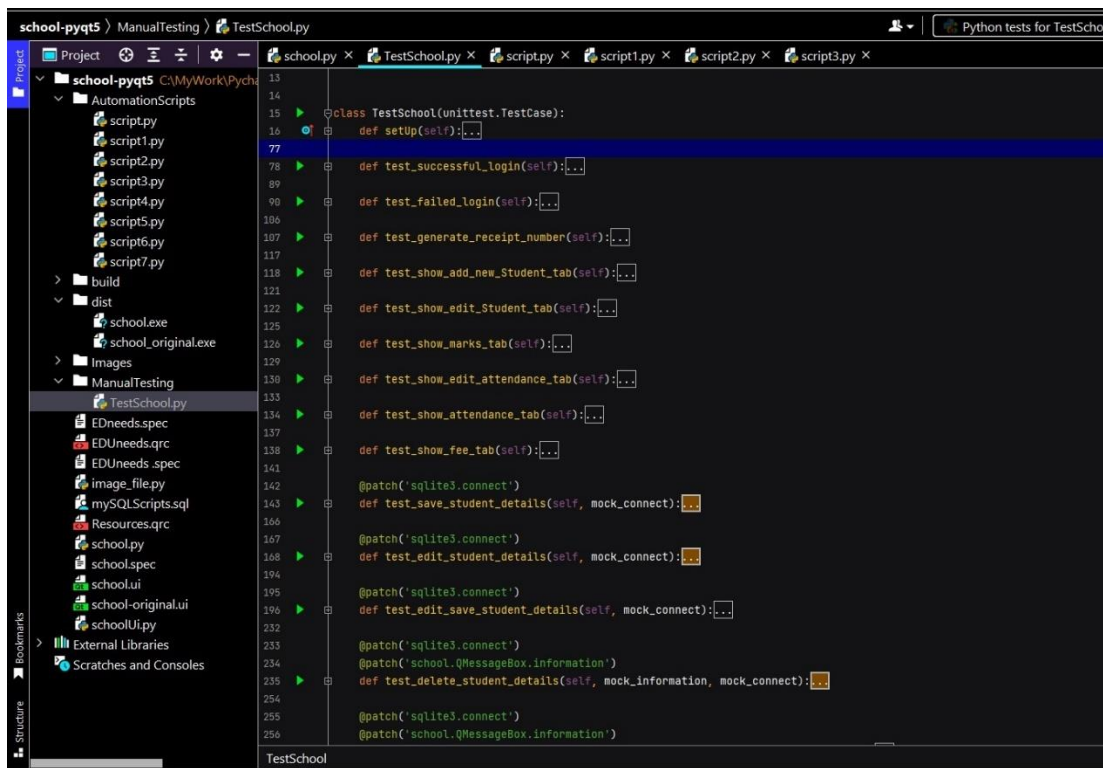 school-pyqt5 〉 ManualTesting 〉 TestSchool.py
Python tests for TestScho
Project
school.py × TestSchool.py × script.py × script1.py × script2.py × script3.py ×
Project
school-pyqt5 C:\MyWork\Pycha
AutomationScripts
script.py
script1.py
script2.py
script3.py
script4.py
script5.py
script6.py
script7.py
build
dist
school.exe
school_original.exe
Images
ManualTesting
TestSchool.py
EDneeds.spec
EDUneeds.qrc
EDUneeds .spec
image_file.py
mySQLScripts.sql
Resources.qrc
school.py
school.spec
school.ui
school-original.ui
schoolUi.py
External Libraries
Scratches and Consoles
Bookmarks
Structure
13
14
15 class TestSchool(unittest.TestCase):
16 def setUp(self):...
77
78 def test_successful_login(self):...
89
90 def test_failed_login(self):...
106
107 def test_generate_receipt_number(self):...
117
118 def test_show_add_new_Student_tab(self):...
121
122 def test_show_edit_Student_tab(self):...
125
126 def test_show_marks_tab(self):...
129
130 def test_show_edit_attendance_tab(self):...
133
134 def test_show_attendance_tab(self):...
137
138 def test_show_fee_tab(self):...
141
142 @patch('sqlite3.connect')
143 def test_save_student_details(self, mock_connect):...
166
167 @patch('sqlite3.connect')
168 def test_edit_student_details(self, mock_connect):...
194
195 @patch('sqlite3.connect')
196 def test_edit_save_student_details(self, mock_connect):...
232
233 @patch('sqlite3.connect')
234 @patch('school.QMessageBox.information')
235 def test_delete_student_details(self, mock_information, mock_connect):...
254
255 @patch('sqlite3.connect')
256 @patch('school.QMessageBox.information')
TestSchool